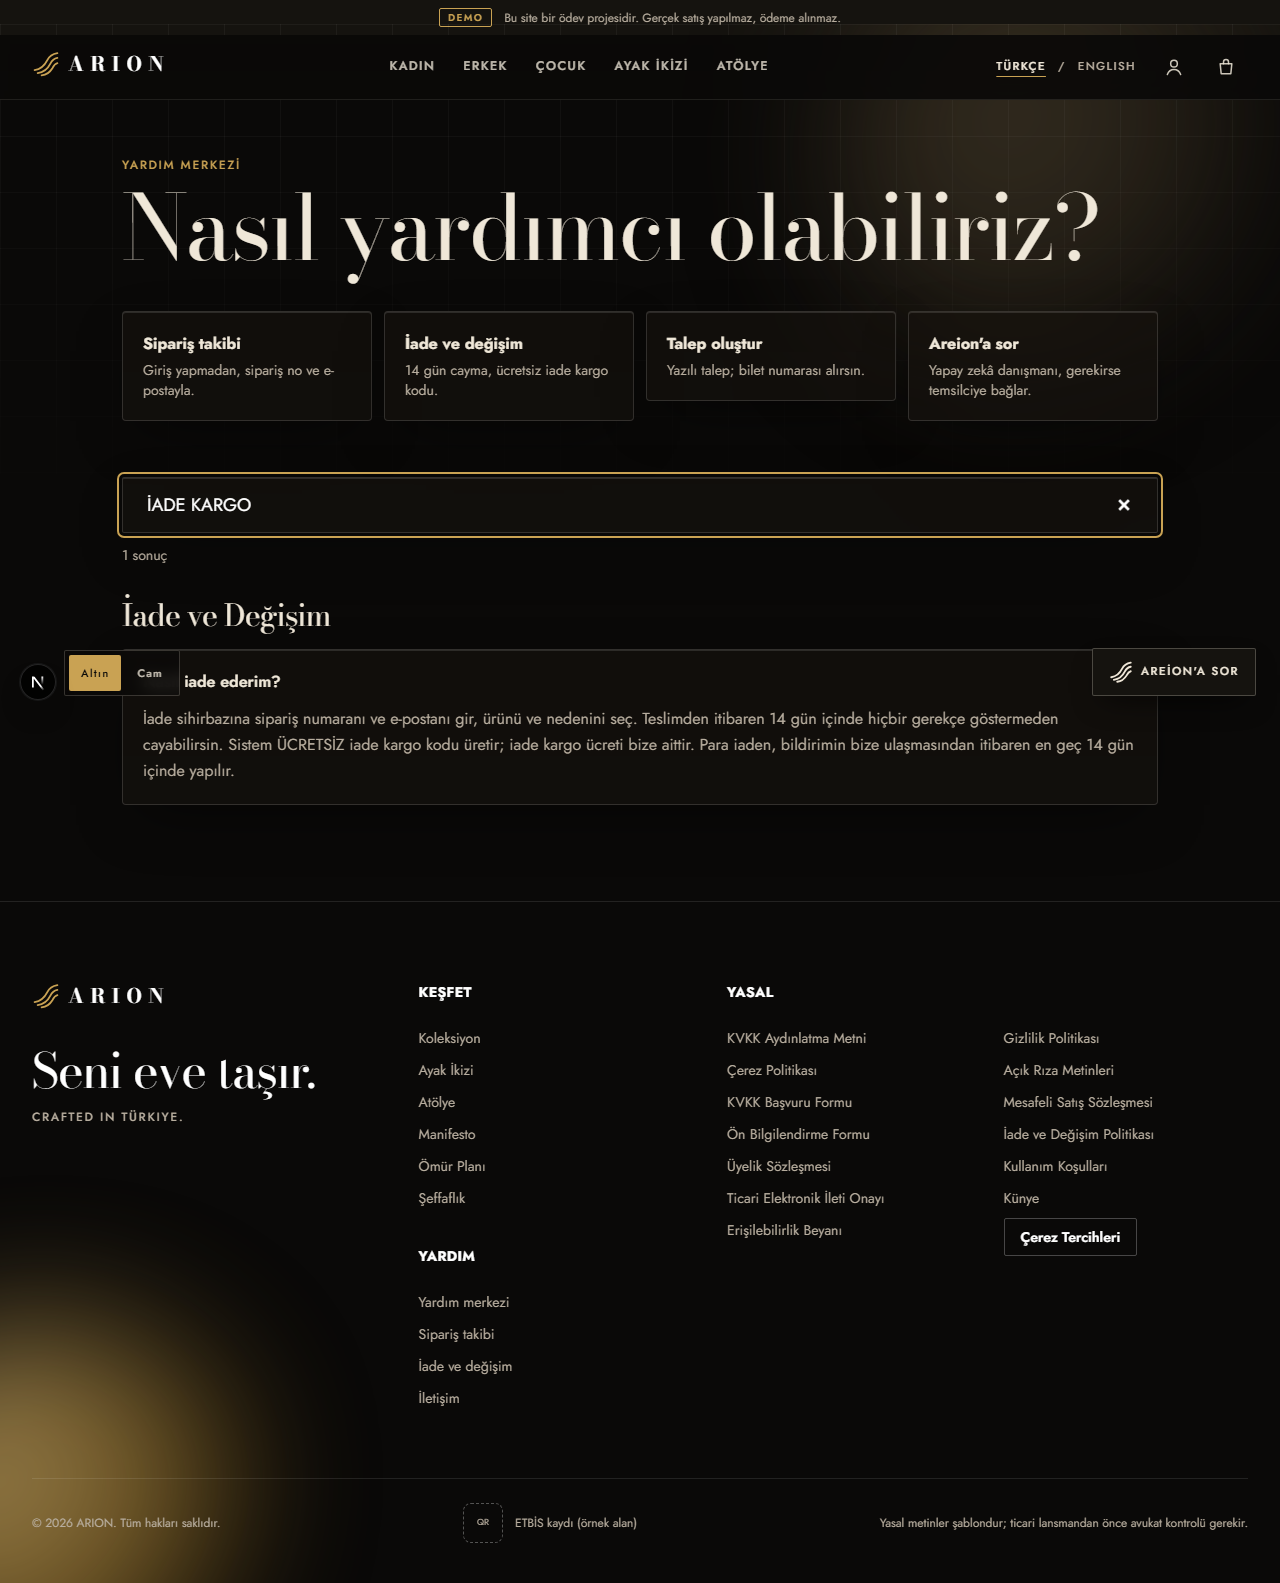 DEMO Bu site bir ödev projesidir. Gerçek satış yapılmaz, ödeme alınmaz.
ARION
KADIN ERKEK ÇOCUK AYAK İKİZİ ATÖLYE
TÜRKÇE / ENGLISH
YARDIM MERKEZİ
Nasıl yardımcı olabiliriz?
Sipariş takibi
Giriş yapmadan, sipariş no ve e-
postayla.
İade ve değişim
14 gün cayma, ücretsiz iade kargo
kodu.
Talep oluştur
Yazılı talep; bilet numarası alırsın.
Areion'a sor
Yapay zekâ danışmanı, gerekirse
temsilciye bağlar.
İADE KARGO
1 sonuç
İade ve Değişim
N
Altın Cam
iade ederim?
AREİON'A SOR
İade sihirbazına sipariş numaranı ve e-postanı gir, ürünü ve nedenini seç. Teslimden itibaren 14 gün içinde hiçbir gerekçe göstermeden
cayabilirsin. Sistem ÜCRETSİZ iade kargo kodu üretir; iade kargo ücreti bize aittir. Para iaden, bildirimin bize ulaşmasından itibaren en geç 14 gün
içinde yapılır.
ARION
Seni eve taşır.
CRAFTED IN TÜRKIYE.
KEŞFET
Koleksiyon
Ayak İkizi
Atölye
Manifesto
Ömür Planı
Şeffaflık
YARDIM
Yardım merkezi
Sipariş takibi
İade ve değişim
İletişim
YASAL
KVKK Aydınlatma Metni
Çerez Politikası
KVKK Başvuru Formu
Ön Bilgilendirme Formu
Üyelik Sözleşmesi
Ticari Elektronik İleti Onayı
Erişilebilirlik Beyanı
Gizlilik Politikası
Açık Rıza Metinleri
Mesafeli Satış Sözleşmesi
İade ve Değişim Politikası
Kullanım Koşulları
Künye
Çerez Tercihleri
© 2026 ARION. Tüm hakları saklıdır.
QR
ETBİS kaydı (örnek alan)
Yasal metinler şablondur; ticari lansmandan önce avukat kontrolü gerekir.